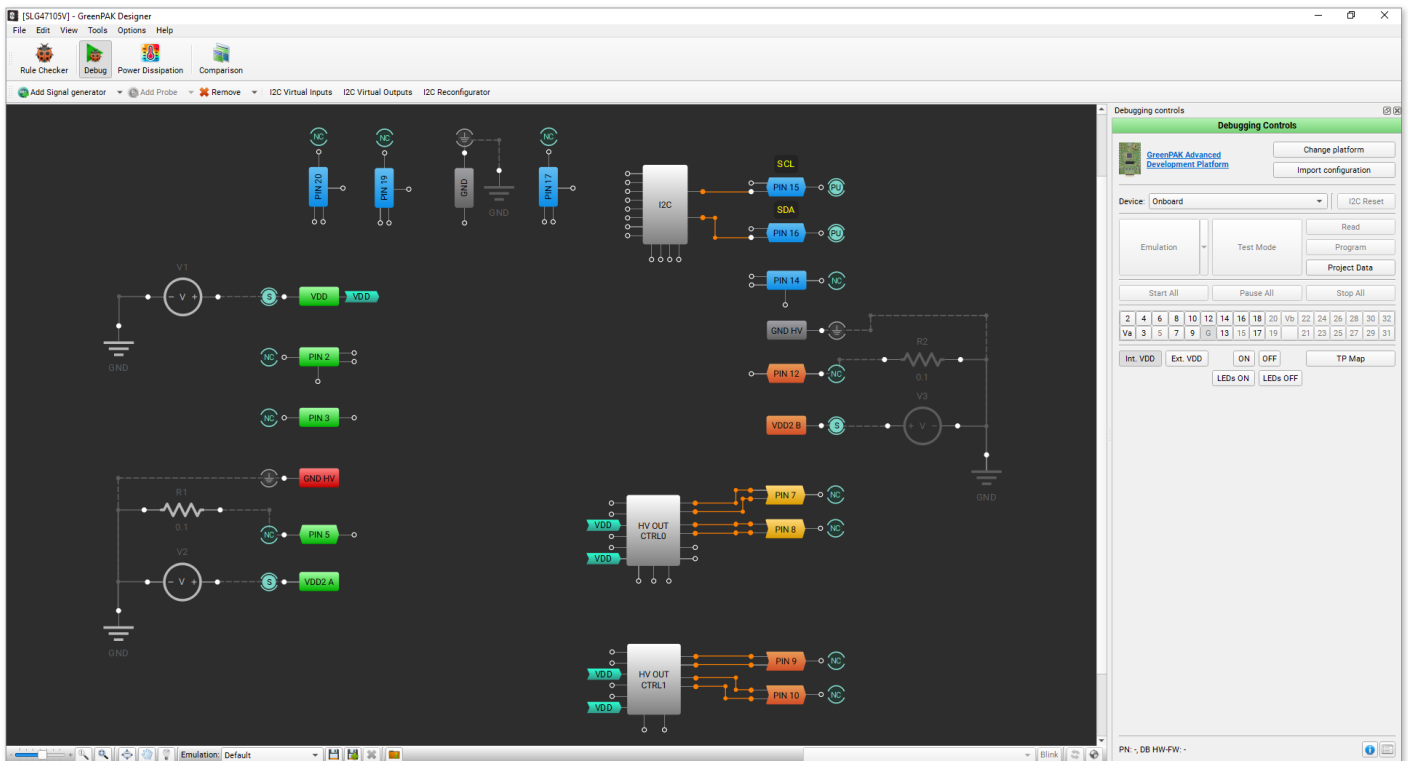 [SLG47105V] - GreenPAK Designer
File Edit View Tools Options Help
Rule Checker Debug Power Dissipation Comparison
Add Signal generator Add Probe Remove I2C Virtual Inputs I2C Virtual Outputs I2C Reconfigurator
NC NC NC
PIN 20 PIN 19 GND PIN 17
GND
I2C
SCL
PIN 15 PU
SDA
PIN 16 PU
PIN 14 NC
V1
- V + S VDD VDD
GND
NC PIN 2
NC PIN 3
GND HV
R2
PIN 12 NC
0.1
V3
VDD2 B S + V -
GND
GND HV
R1
0.1
NC PIN 5
V2
- V + S VDD2 A
GND
VDD
VDD
HV OUT
CTRL0
PIN 7 NC
PIN 8 NC
VDD
VDD
HV OUT
CTRL1
PIN 9 NC
PIN 10 NC
Debugging controls
Debugging Controls
GreenPAK Advanced
Development Platform
Change platform
Import configuration
Device: Onboard I2C Reset
Emulation Test Mode
Read
Program
Project Data
Start All Pause All Stop All
2 4 6 8 10 12 14 16 18 20 Vb 22 24 26 28 30 32
Va 3 5 7 9 G 13 15 17 19 21 23 25 27 29 31
Int. VDD Ext. VDD ON OFF TP Map
LEDs ON LEDs OFF
- + Emulation: Default Blink
PN: -, DB HW-FW: -